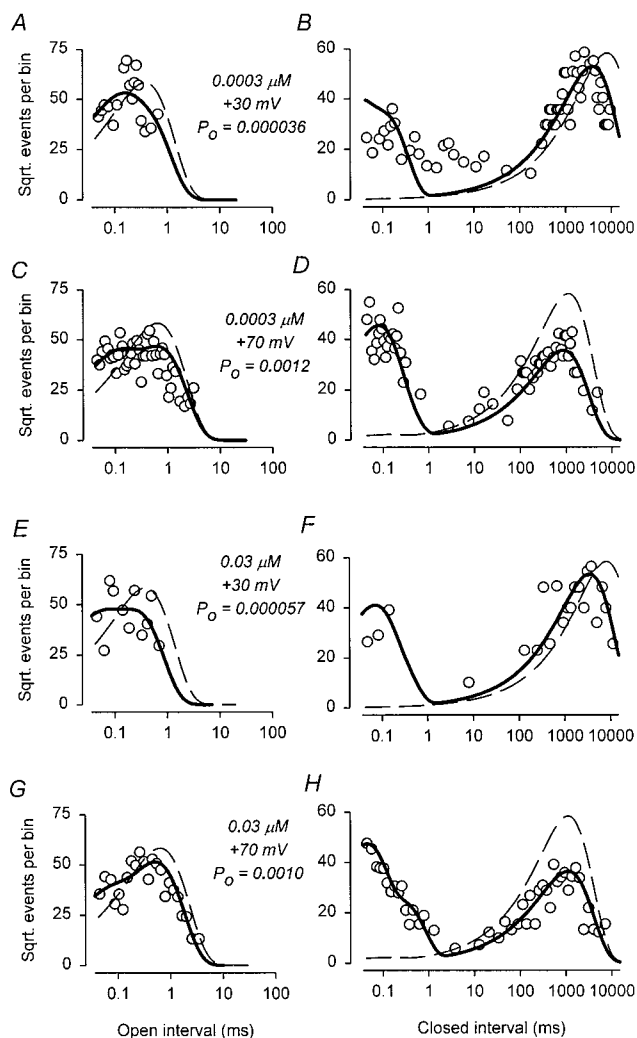 A
B
Sqrt. events per bin
75
50
25
0
0.0003 μM
+30 mV
Po = 0.000036
0.1 1 10 100
60
40
20
0
0.1 1 10 100 1000 10000
C
D
Sqrt. events per bin
75
50
25
0
0.0003 μM
+70 mV
Po = 0.0012
0.1 1 10 100
60
40
20
0
0.1 1 10 100 1000 10000
E
F
Sqrt. events per bin
75
50
25
0
0.03 μM
+30 mV
Po = 0.000057
0.1 1 10 100
60
40
20
0
0.1 1 10 100 1000 10000
G
H
Sqrt. events per bin
75
50
25
0
0.03 μM
+70 mV
Po = 0.0010
0.1 1 10 100
Open interval (ms)
60
40
20
0
0.1 1 10 100 1000 10000
Closed interval (ms)